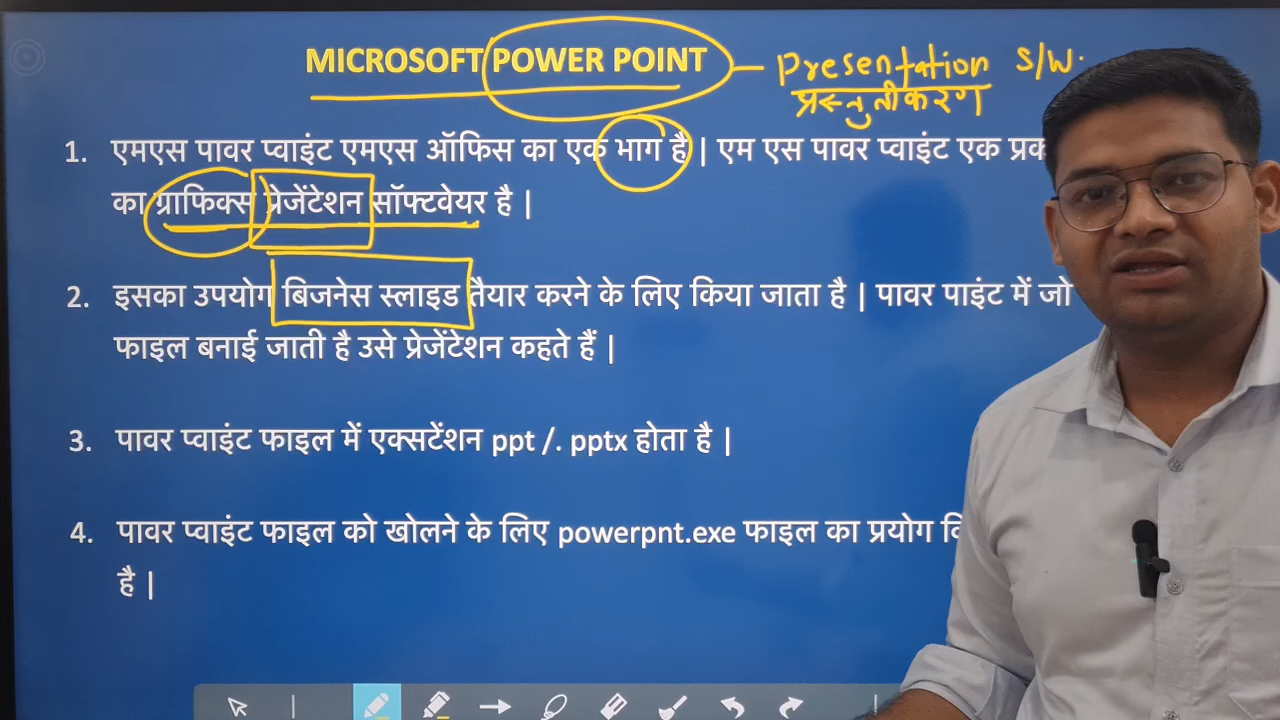 MICROSOFT POWER POINT — Presentation S/W.
प्रस्तुतीकरण
1. एमएस पावर प्वाइंट एमएस ऑफिस का एक भाग है | एम एस पावर प्वाइंट एक
का ग्राफिक्स प्रेजेंटेशन सॉफ्टवेयर है |
2. इसका उपयोग बिजनेस स्लाइड तैयार करने के लिए किया जाता है | पावर पाइंट में जो
फाइल बनाई जाती है उसे प्रेजेंटेशन कहते हैं |
3. पावर प्वाइंट फाइल में एक्सटेंशन ppt /. pptx होता है |
4. पावर प्वाइंट फाइल को खोलने के लिए powerpnt.exe फाइल का प्रयोग
है |